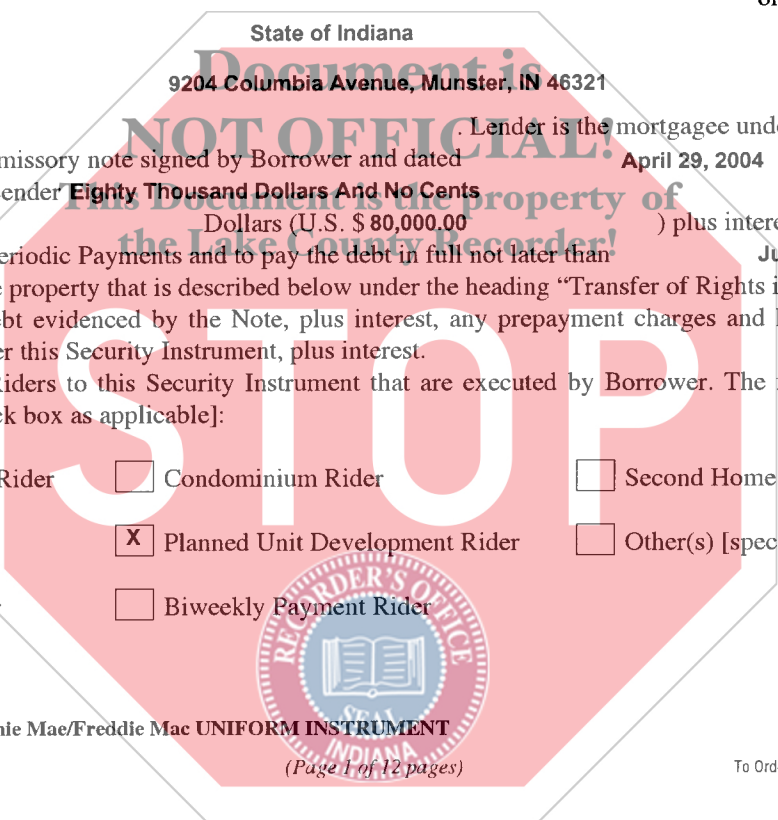 State of Indiana
Document is
9204 Columbia Avenue, Munster, IN 46321
NOT OFFICIAL!
. Lender is the mortgagee und
missory note signed by Borrower and dated April 29, 2004
ender Eighty Thousand Dollars And No Cents
This Document is the property of
Dollars (U.S. $ 80,000.00 ) plus intere
the Lake County Recorder!
eriodic Payments and to pay the debt in full not later than Ju
e property that is described below under the heading “Transfer of Rights i
bt evidenced by the Note, plus interest, any prepayment charges and l
er this Security Instrument, plus interest.
Riders to this Security Instrument that are executed by Borrower. The
ck box as applicable]:
STOP
Rider Condominium Rider Second Home
X Planned Unit Development Rider Other(s) [spec
Biweekly Payment Rider
RECORDER'S OFFICE
SEAL
INDIANA
nie Mae/Freddie Mac UNIFORM INSTRUMENT
(Page 1 of 12 pages)
To Ord